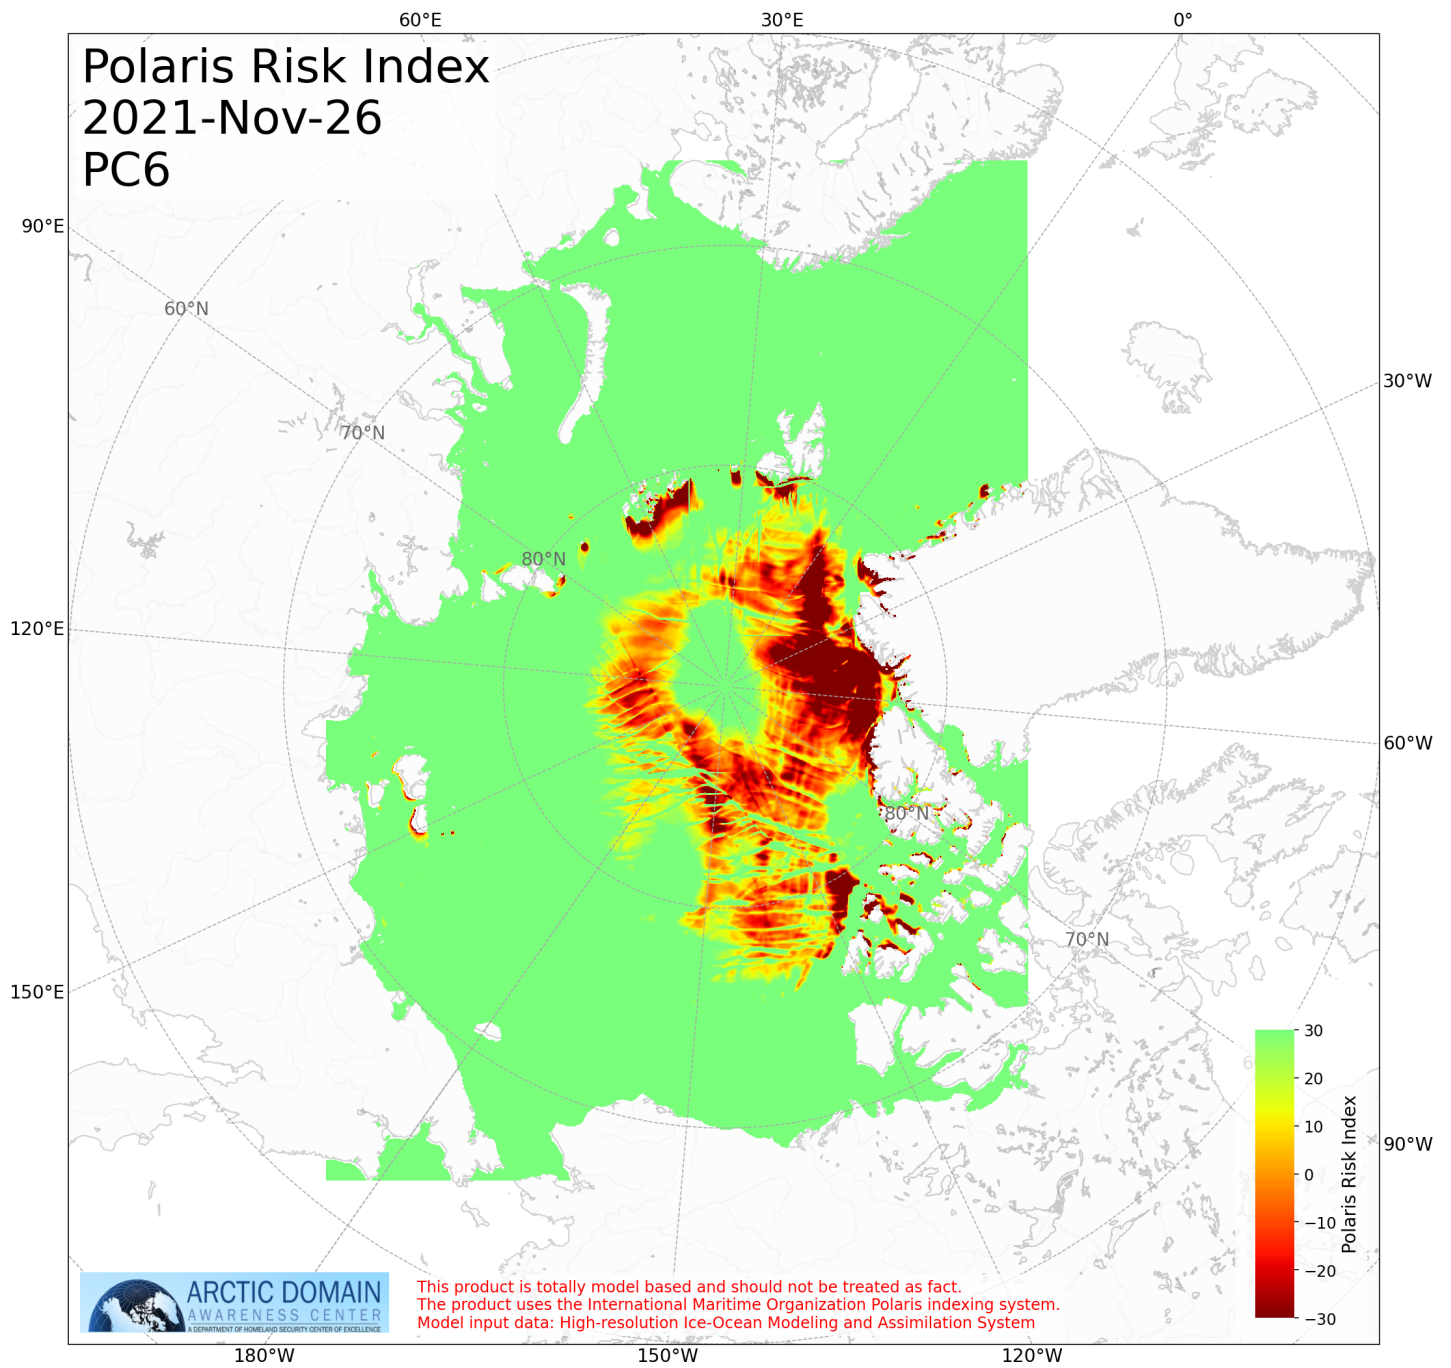 60°E
30°E
0°
Polaris Risk Index
2021-Nov-26
PC6
90°E
60°N
30°W
70°N
80°N
120°E
60°W
80°N
70°N
150°E
30
20
10
0
−10
−20
−30
Polaris Risk Index
90°W
ARCTIC DOMAIN
AWARENESS CENTER
A DEPARTMENT OF HOMELAND SECURITY CENTER OF EXCELLENCE
This product is totally model based and should not be treated as fact.
The product uses the International Maritime Organization Polaris indexing system.
Model input data: High-resolution Ice-Ocean Modeling and Assimilation System
180°W
150°W
120°W